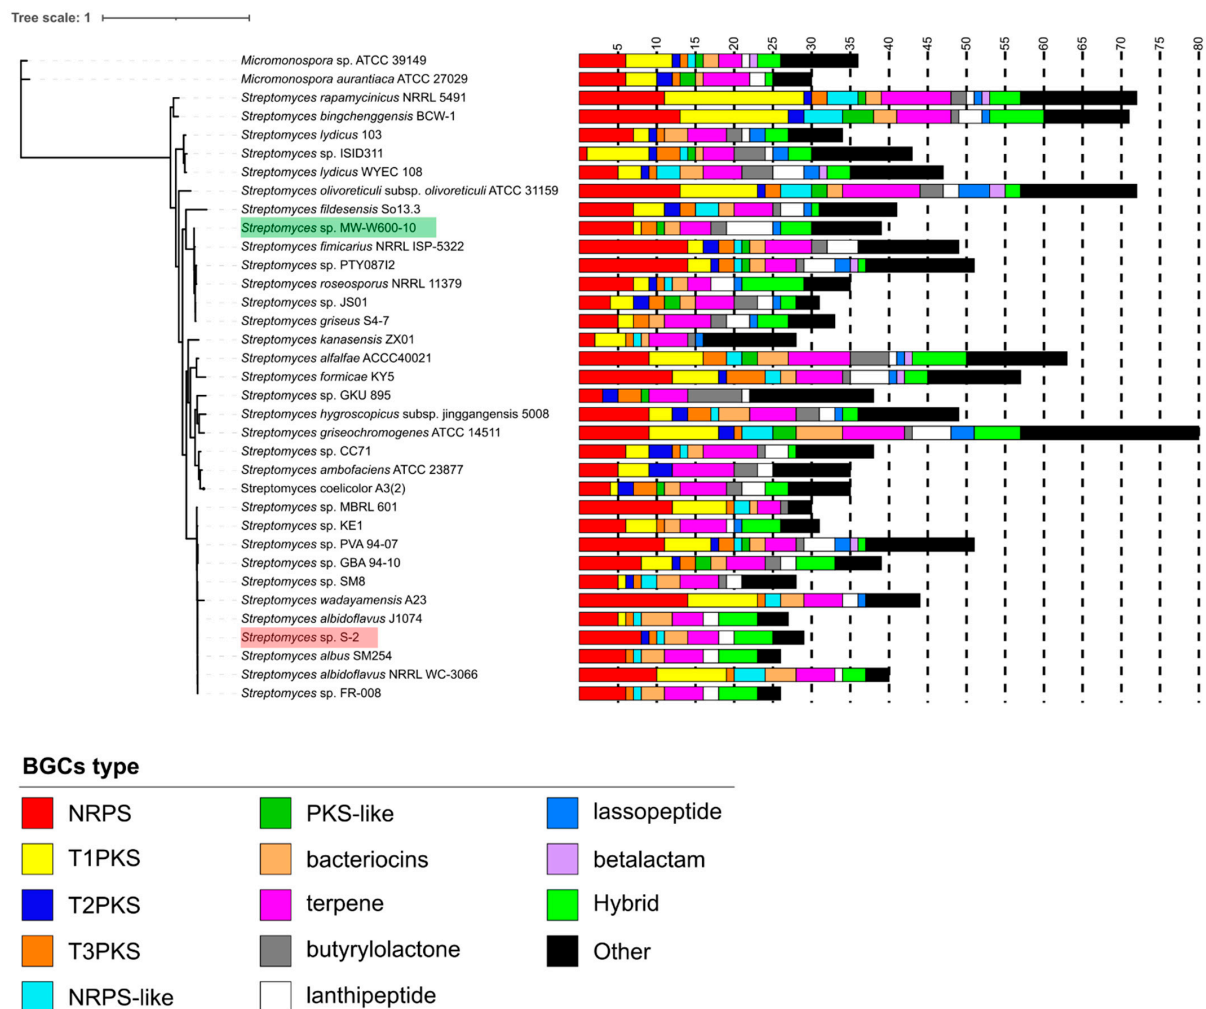 Tree scale: 1
5 10 15 20 25 30 35 40 45 50 55 60 65 70 75 80
Micromonospora sp. ATCC 39149
Micromonospora aurantiaca ATCC 27029
Streptomyces rapamycinicus NRRL 5491
Streptomyces bingchenggensis BCW-1
Streptomyces lydicus 103
Streptomyces sp. ISID311
Streptomyces lydicus WYEC 108
Streptomyces olivoreticuli subsp. olivoreticuli ATCC 31159
Streptomyces fildesensis So13.3
Streptomyces sp. MW-W600-10
Streptomyces fimicarius NRRL ISP-5322
Streptomyces sp. PTY087I2
Streptomyces roseosporus NRRL 11379
Streptomyces sp. JS01
Streptomyces griseus S4-7
Streptomyces kanasensis ZX01
Streptomyces alfalfae ACCC40021
Streptomyces formicae KY5
Streptomyces sp. GKU 895
Streptomyces hygroscopicus subsp. jinggangensis 5008
Streptomyces griseochromogenes ATCC 14511
Streptomyces sp. CC71
Streptomyces ambofaciens ATCC 23877
Streptomyces coelicolor A3(2)
Streptomyces sp. MBRL 601
Streptomyces sp. KE1
Streptomyces sp. PVA 94-07
Streptomyces sp. GBA 94-10
Streptomyces sp. SM8
Streptomyces wadayamensis A23
Streptomyces albidoflavus J1074
Streptomyces sp. S-2
Streptomyces albus SM254
Streptomyces albidoflavus NRRL WC-3066
Streptomyces sp. FR-008
BGCs type
NRPS
T1PKS
T2PKS
T3PKS
NRPS-like
PKS-like
bacteriocins
terpene
butyrylolactone
lanthipeptide
lassopeptide
betalactam
Hybrid
Other